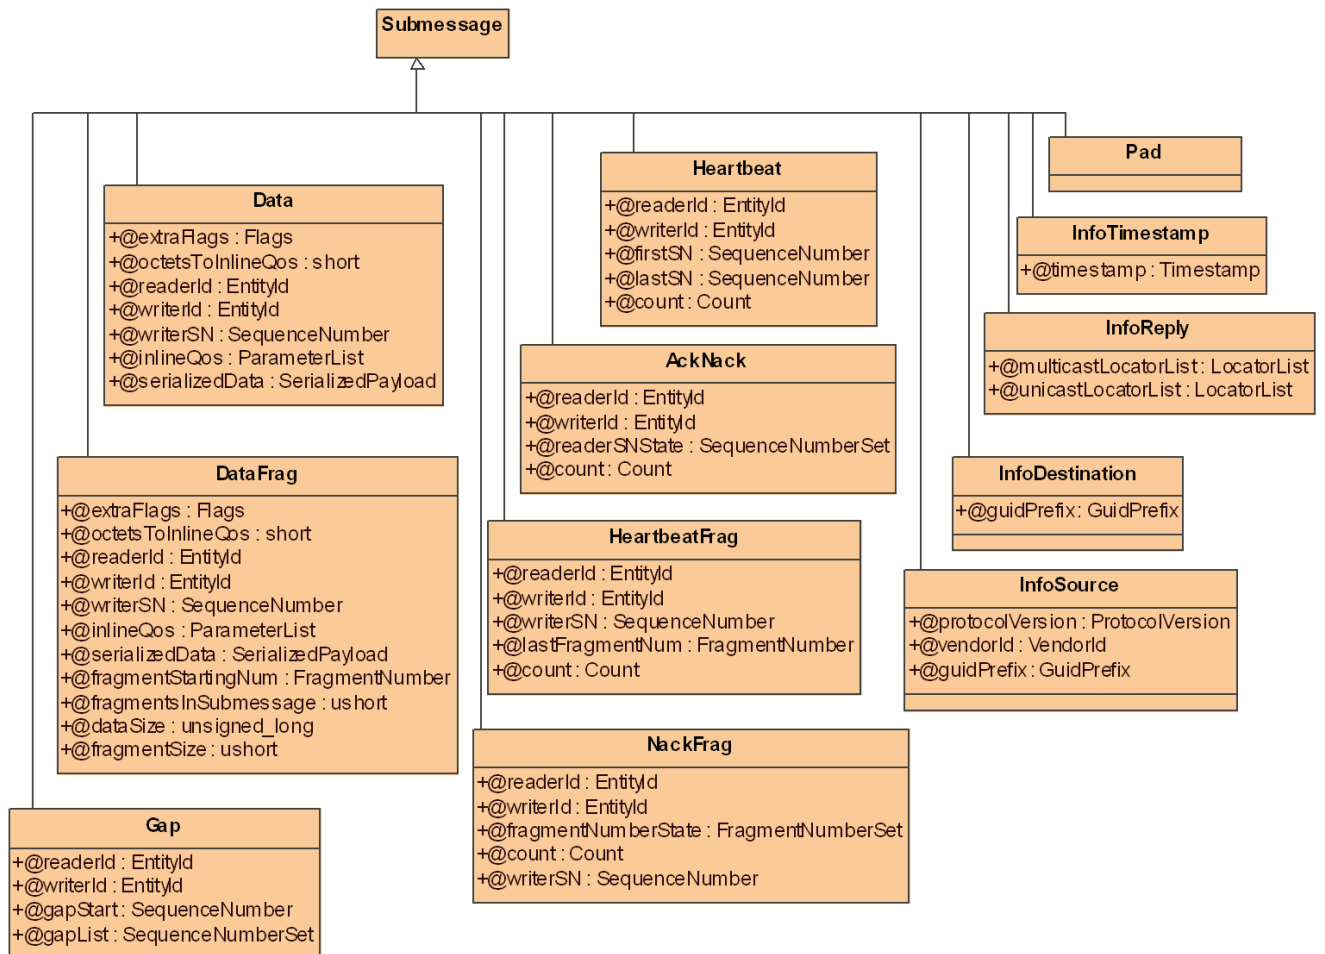 Submessage
Data
+@extraFlags : Flags
+@octetsToInlineQos : short
+@readerId : EntityId
+@writerId : EntityId
+@writerSN : SequenceNumber
+@inlineQos : ParameterList
+@serializedData : SerializedPayload
DataFrag
+@extraFlags : Flags
+@octetsToInlineQos : short
+@readerId : EntityId
+@writerId : EntityId
+@writerSN : SequenceNumber
+@inlineQos : ParameterList
+@serializedData : SerializedPayload
+@fragmentStartingNum : FragmentNumber
+@fragmentsInSubmessage : ushort
+@dataSize : unsigned_long
+@fragmentSize : ushort
Gap
+@readerId : EntityId
+@writerId : EntityId
+@gapStart : SequenceNumber
+@gapList : SequenceNumberSet
Heartbeat
+@readerId : EntityId
+@writerId : EntityId
+@firstSN : SequenceNumber
+@lastSN : SequenceNumber
+@count : Count
AckNack
+@readerId : EntityId
+@writerId : EntityId
+@readerSNState : SequenceNumberSet
+@count : Count
HeartbeatFrag
+@readerId : EntityId
+@writerId : EntityId
+@writerSN : SequenceNumber
+@lastFragmentNum : FragmentNumber
+@count : Count
NackFrag
+@readerId : EntityId
+@writerId : EntityId
+@fragmentNumberState : FragmentNumberSet
+@count : Count
+@writerSN : SequenceNumber
Pad
InfoTimestamp
+@timestamp : Timestamp
InfoReply
+@multicastLocatorList : LocatorList
+@unicastLocatorList : LocatorList
InfoDestination
+@guidPrefix : GuidPrefix
InfoSource
+@protocolVersion : ProtocolVersion
+@vendorId : VendorId
+@guidPrefix : GuidPrefix